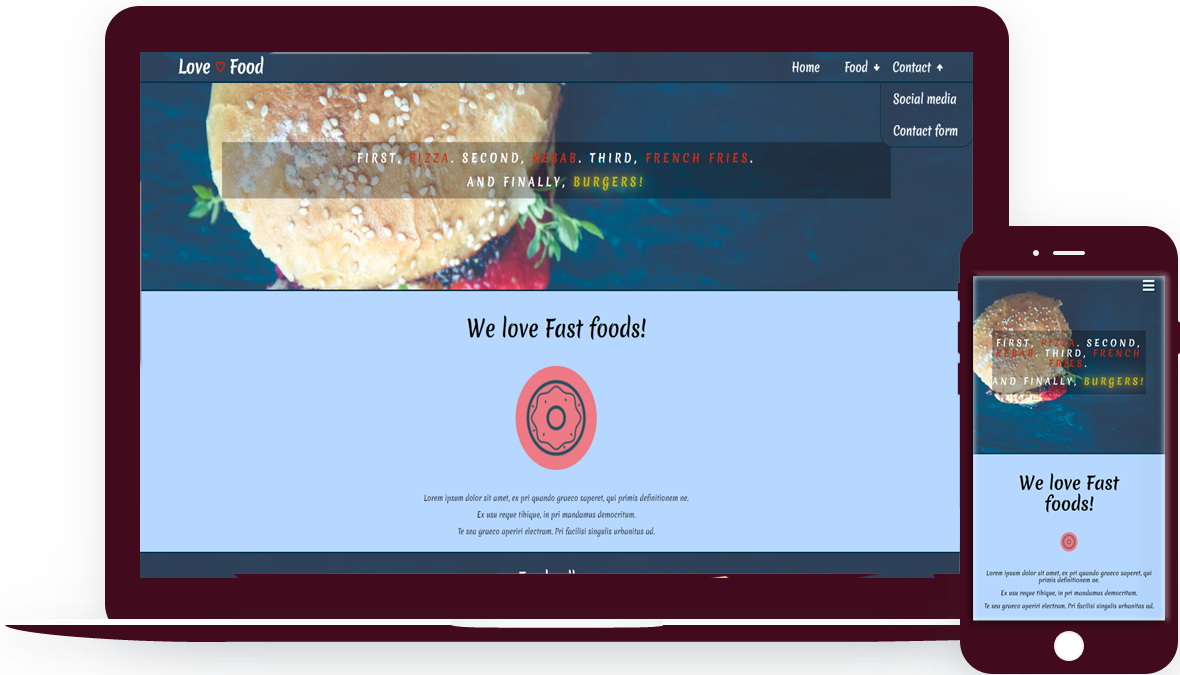 Love ♡ Food
Home Food Contact
Social media
Contact form
FIRST, PIZZA. SECOND, KEBAB. THIRD, FRENCH FRIES.
AND FINALLY, BURGERS!
We love Fast foods!
Lorem ipsum dolor sit amet, ex pri quando graeco saperet, qui primis definitionem ne.
Ex usu reque tibique, in pri mandamus democritum.
Te sea graeco aperiri electram. Pri facilisi singulis urbanitas ad.
FIRST, PIZZA. SECOND,
KEBAB. THIRD, FRENCH
FRIES.
AND FINALLY, BURGERS!
We love Fast
foods!
Lorem ipsum dolor sit amet, ex pri quando graeco saperet, qui
primis definitionem ne.
Ex usu reque tibique, in pri mandamus democritum.
Te sea graeco aperiri electram. Pri facilisi singulis urbanitas ad.